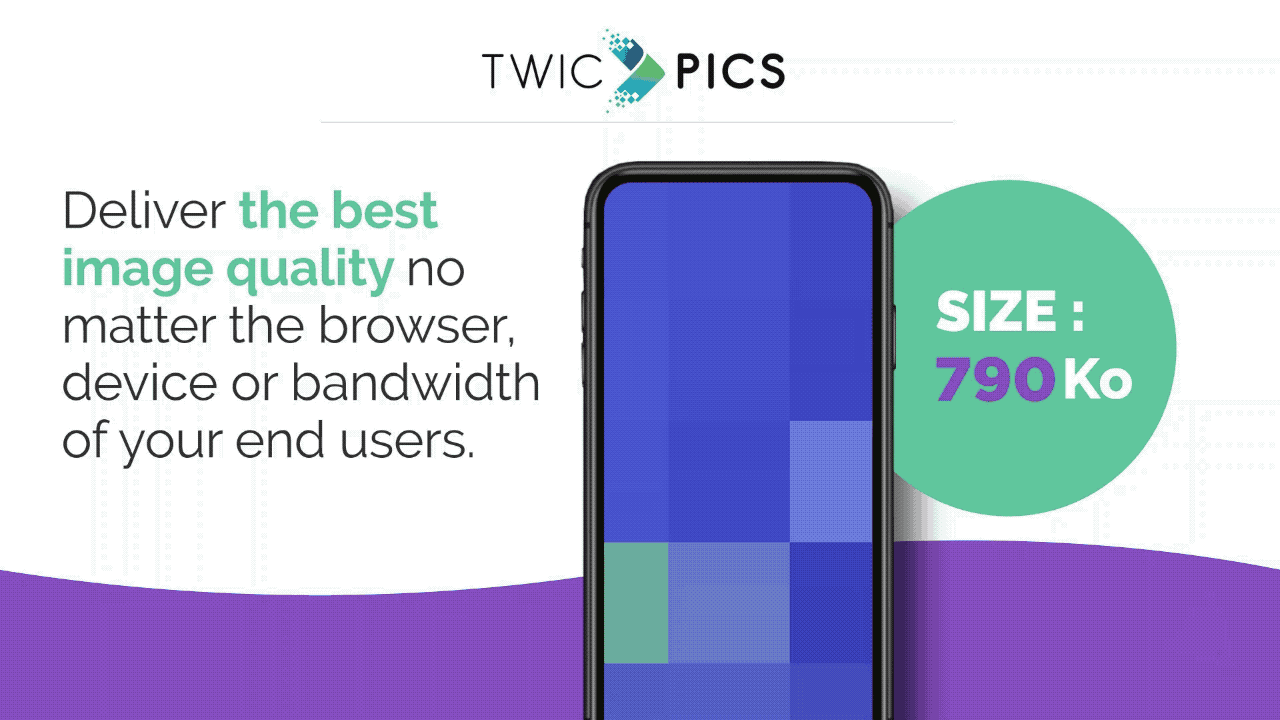 TWIC PICS
Deliver the best
image quality no
matter the browser,
device or bandwidth
of your end users.
SIZE :
790 Ko